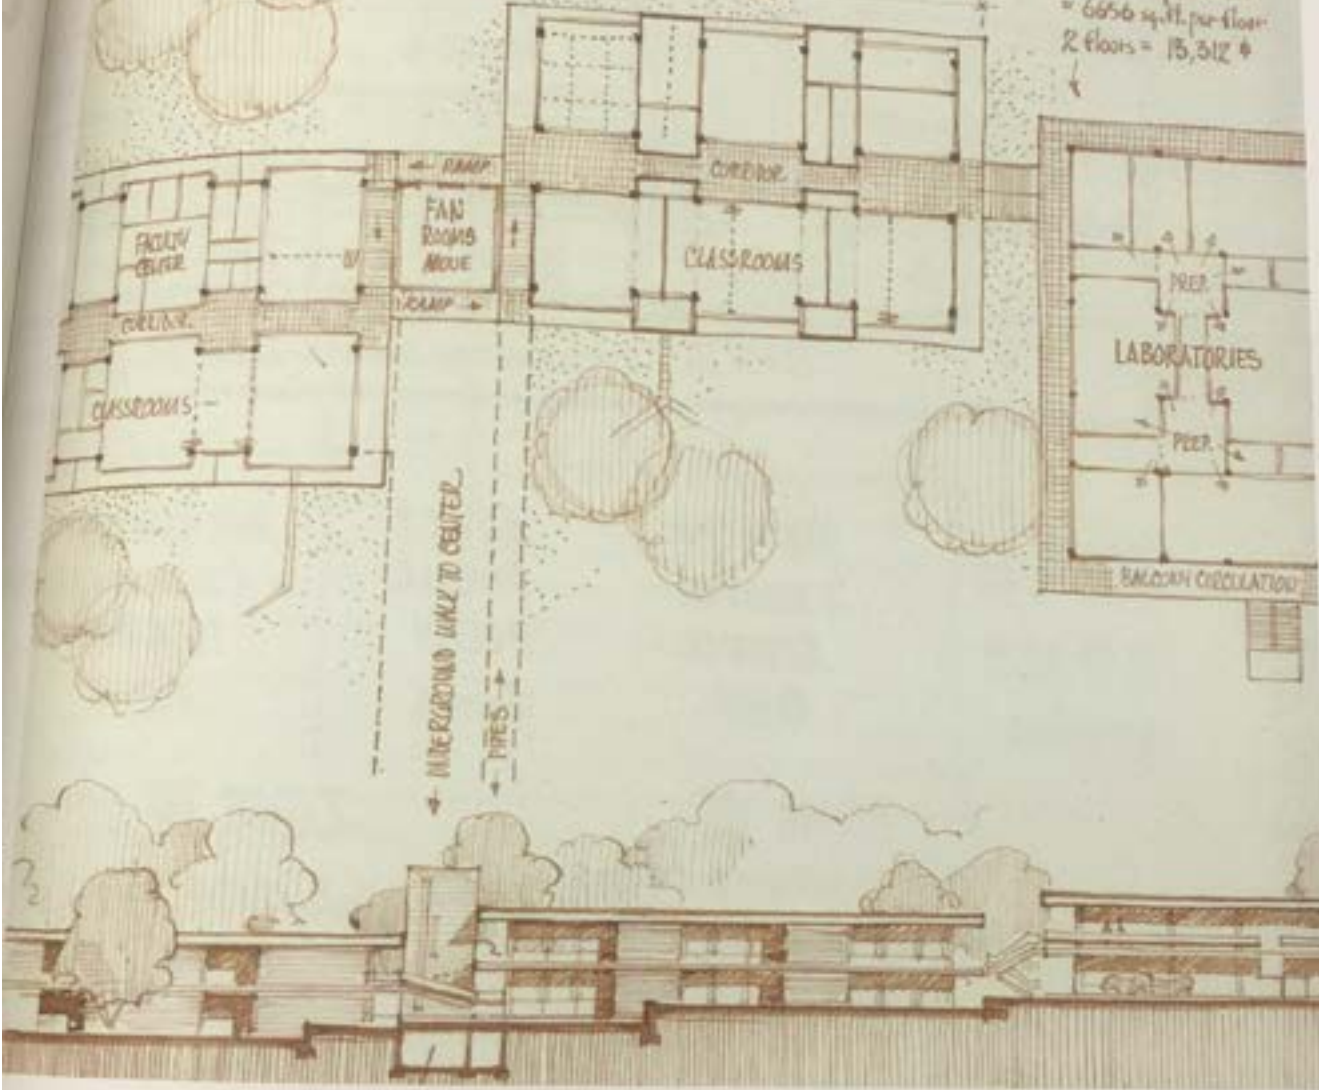 = 6656 sq.ft. per floor
2 floors = 13,312 ⌀
RAMP
CORRIDOR
FAN
ROOMS
ABOVE
FACULTY
CENTER
CLASSROOMS
PREP.
RAMP
CORRIDOR
LABORATORIES
CLASSROOMS
PREP.
BALCONY CIRCULATION
UNDERGROUND WALK TO CENTER
PIPES